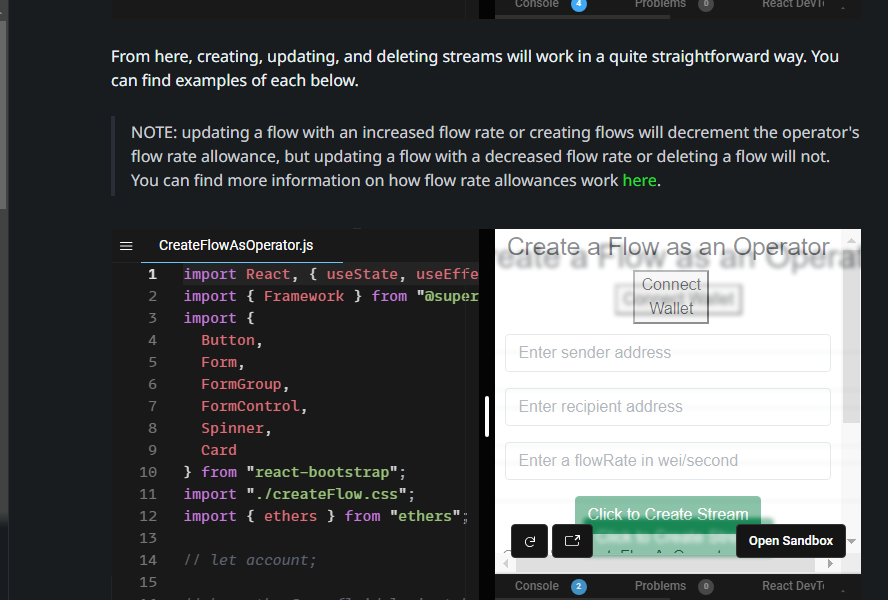 Console 4 Problems 0 React DevT
From here, creating, updating, and deleting streams will work in a quite straightforward way. You
can find examples of each below.
NOTE: updating a flow with an increased flow rate or creating flows will decrement the operator's
flow rate allowance, but updating a flow with a decreased flow rate or deleting a flow will not.
You can find more information on how flow rate allowances work here.
CreateFlowAsOperator.js
1 import React, { useState, useEffe
2 import { Framework } from "@super
3 import {
4 Button,
5 Form,
6 FormGroup,
7 FormControl,
8 Spinner,
9 Card
10 } from "react-bootstrap";
11 import "./createFlow.css";
12 import { ethers } from "ethers";
13
14 // let account;
15
Create a Flow as an Operator
Connect
Wallet
Enter sender address
Enter recipient address
Enter a flowRate in wei/second
Click to Create Stream
Open Sandbox
Console 2 Problems 0 React DevT